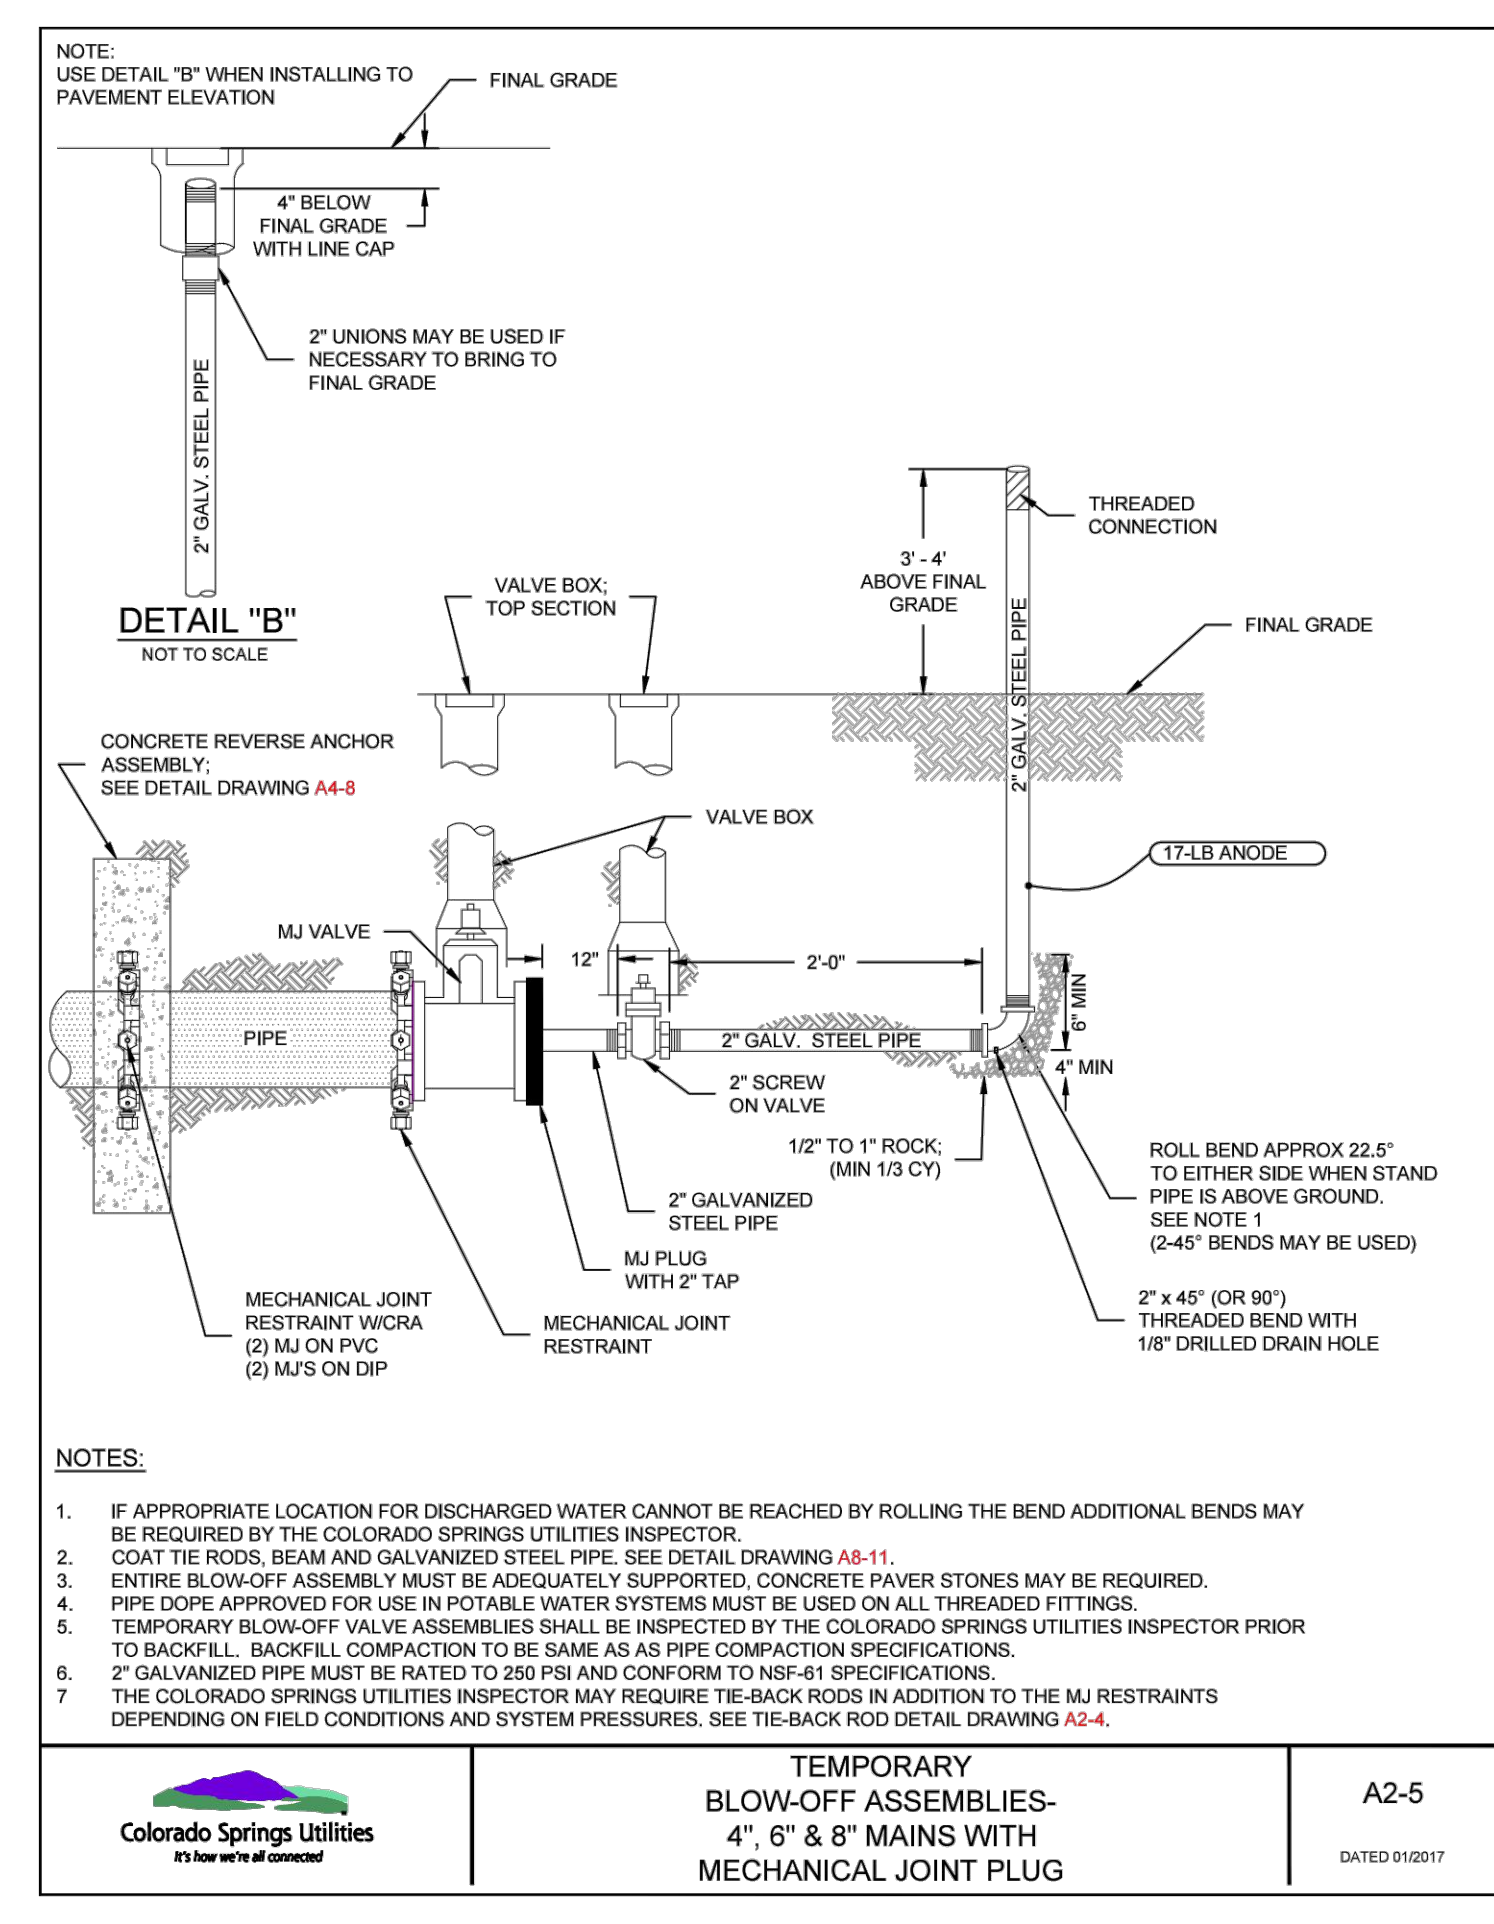 NOTE:
USE DETAIL "B" WHEN INSTALLING TO
PAVEMENT ELEVATION
FINAL GRADE
4" BELOW
FINAL GRADE
WITH LINE CAP
2" UNIONS MAY BE USED IF
NECESSARY TO BRING TO
FINAL GRADE
2" GALV. STEEL PIPE
DETAIL "B"
NOT TO SCALE
THREADED
CONNECTION
3' - 4'
ABOVE FINAL
GRADE
VALVE BOX;
TOP SECTION
2" GALV. STEEL PIPE
FINAL GRADE
CONCRETE REVERSE ANCHOR
ASSEMBLY;
SEE DETAIL DRAWING A4-8
VALVE BOX
17-LB ANODE
MJ VALVE
12"
2'-0"
6" MIN
PIPE
2" GALV. STEEL PIPE
4" MIN
2" SCREW
ON VALVE
1/2" TO 1" ROCK;
(MIN 1/3 CY)
ROLL BEND APPROX 22.5°
TO EITHER SIDE WHEN STAND
PIPE IS ABOVE GROUND.
SEE NOTE 1
(2-45° BENDS MAY BE USED)
2" GALVANIZED
STEEL PIPE
MJ PLUG
WITH 2" TAP
MECHANICAL JOINT
RESTRAINT W/CRA
(2) MJ ON PVC
(2) MJ'S ON DIP
MECHANICAL JOINT
RESTRAINT
2" x 45° (OR 90°)
THREADED BEND WITH
1/8" DRILLED DRAIN HOLE
NOTES:
1. IF APPROPRIATE LOCATION FOR DISCHARGED WATER CANNOT BE REACHED BY ROLLING THE BEND ADDITIONAL BENDS MAY
BE REQUIRED BY THE COLORADO SPRINGS UTILITIES INSPECTOR.
2. COAT TIE RODS, BEAM AND GALVANIZED STEEL PIPE. SEE DETAIL DRAWING A8-11.
3. ENTIRE BLOW-OFF ASSEMBLY MUST BE ADEQUATELY SUPPORTED, CONCRETE PAVER STONES MAY BE REQUIRED.
4. PIPE DOPE APPROVED FOR USE IN POTABLE WATER SYSTEMS MUST BE USED ON ALL THREADED FITTINGS.
5. TEMPORARY BLOW-OFF VALVE ASSEMBLIES SHALL BE INSPECTED BY THE COLORADO SPRINGS UTILITIES INSPECTOR PRIOR
TO BACKFILL. BACKFILL COMPACTION TO BE SAME AS AS PIPE COMPACTION SPECIFICATIONS.
6. 2" GALVANIZED PIPE MUST BE RATED TO 250 PSI AND CONFORM TO NSF-61 SPECIFICATIONS.
7 THE COLORADO SPRINGS UTILITIES INSPECTOR MAY REQUIRE TIE-BACK RODS IN ADDITION TO THE MJ RESTRAINTS
DEPENDING ON FIELD CONDITIONS AND SYSTEM PRESSURES. SEE TIE-BACK ROD DETAIL DRAWING A2-4.
Colorado Springs Utilities
It's how we're all connected
TEMPORARY
BLOW-OFF ASSEMBLIES-
4", 6" & 8" MAINS WITH
MECHANICAL JOINT PLUG
A2-5
DATED 01/2017